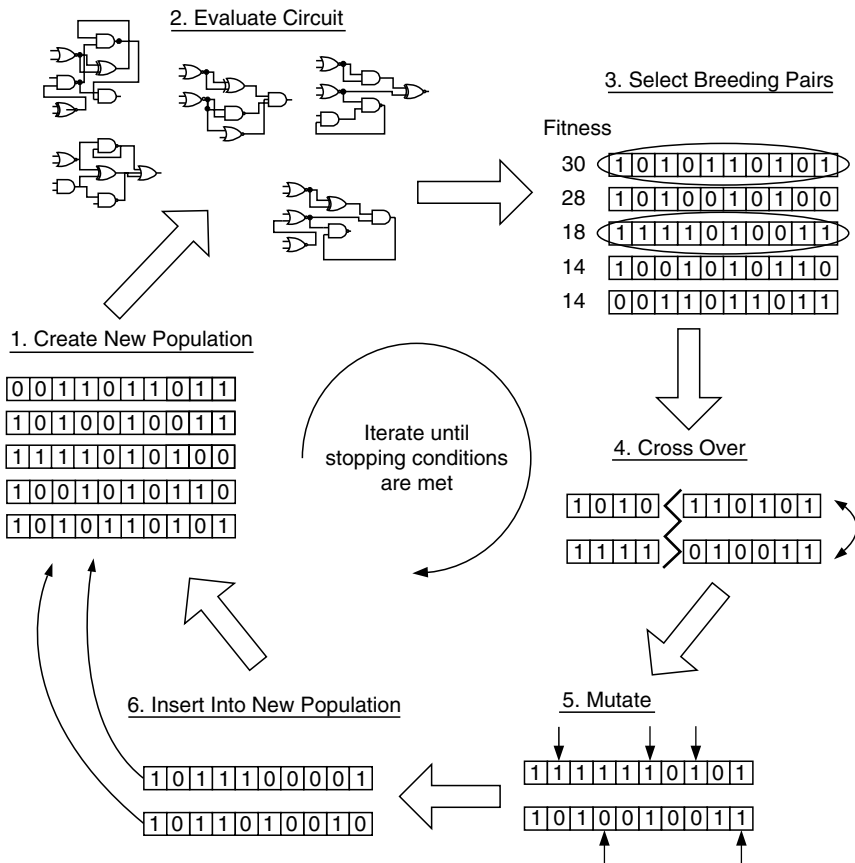 2. Evaluate Circuit
3. Select Breeding Pairs
Fitness
30 1 0 1 0 1 1 0 1 0 1
28 1 0 1 0 0 1 0 1 0 0
18 1 1 1 1 0 1 0 0 1 1
14 1 0 0 1 0 1 0 1 1 0
14 0 0 1 1 0 1 1 0 1 1
1. Create New Population
0 0 1 1 0 1 1 0 1 1
1 0 1 0 0 1 0 0 1 1
1 1 1 1 0 1 0 1 0 0
1 0 0 1 0 1 0 1 1 0
1 0 1 0 1 1 0 1 0 1
Iterate until
stopping conditions
are met
4. Cross Over
1 0 1 0 1 1 0 1 0 1
1 1 1 1 0 1 0 0 1 1
5. Mutate
1 1 1 1 1 1 0 1 0 1
1 0 1 0 0 1 0 0 1 1
6. Insert Into New Population
1 0 1 1 1 0 0 0 0 1
1 0 1 1 0 1 0 0 1 0